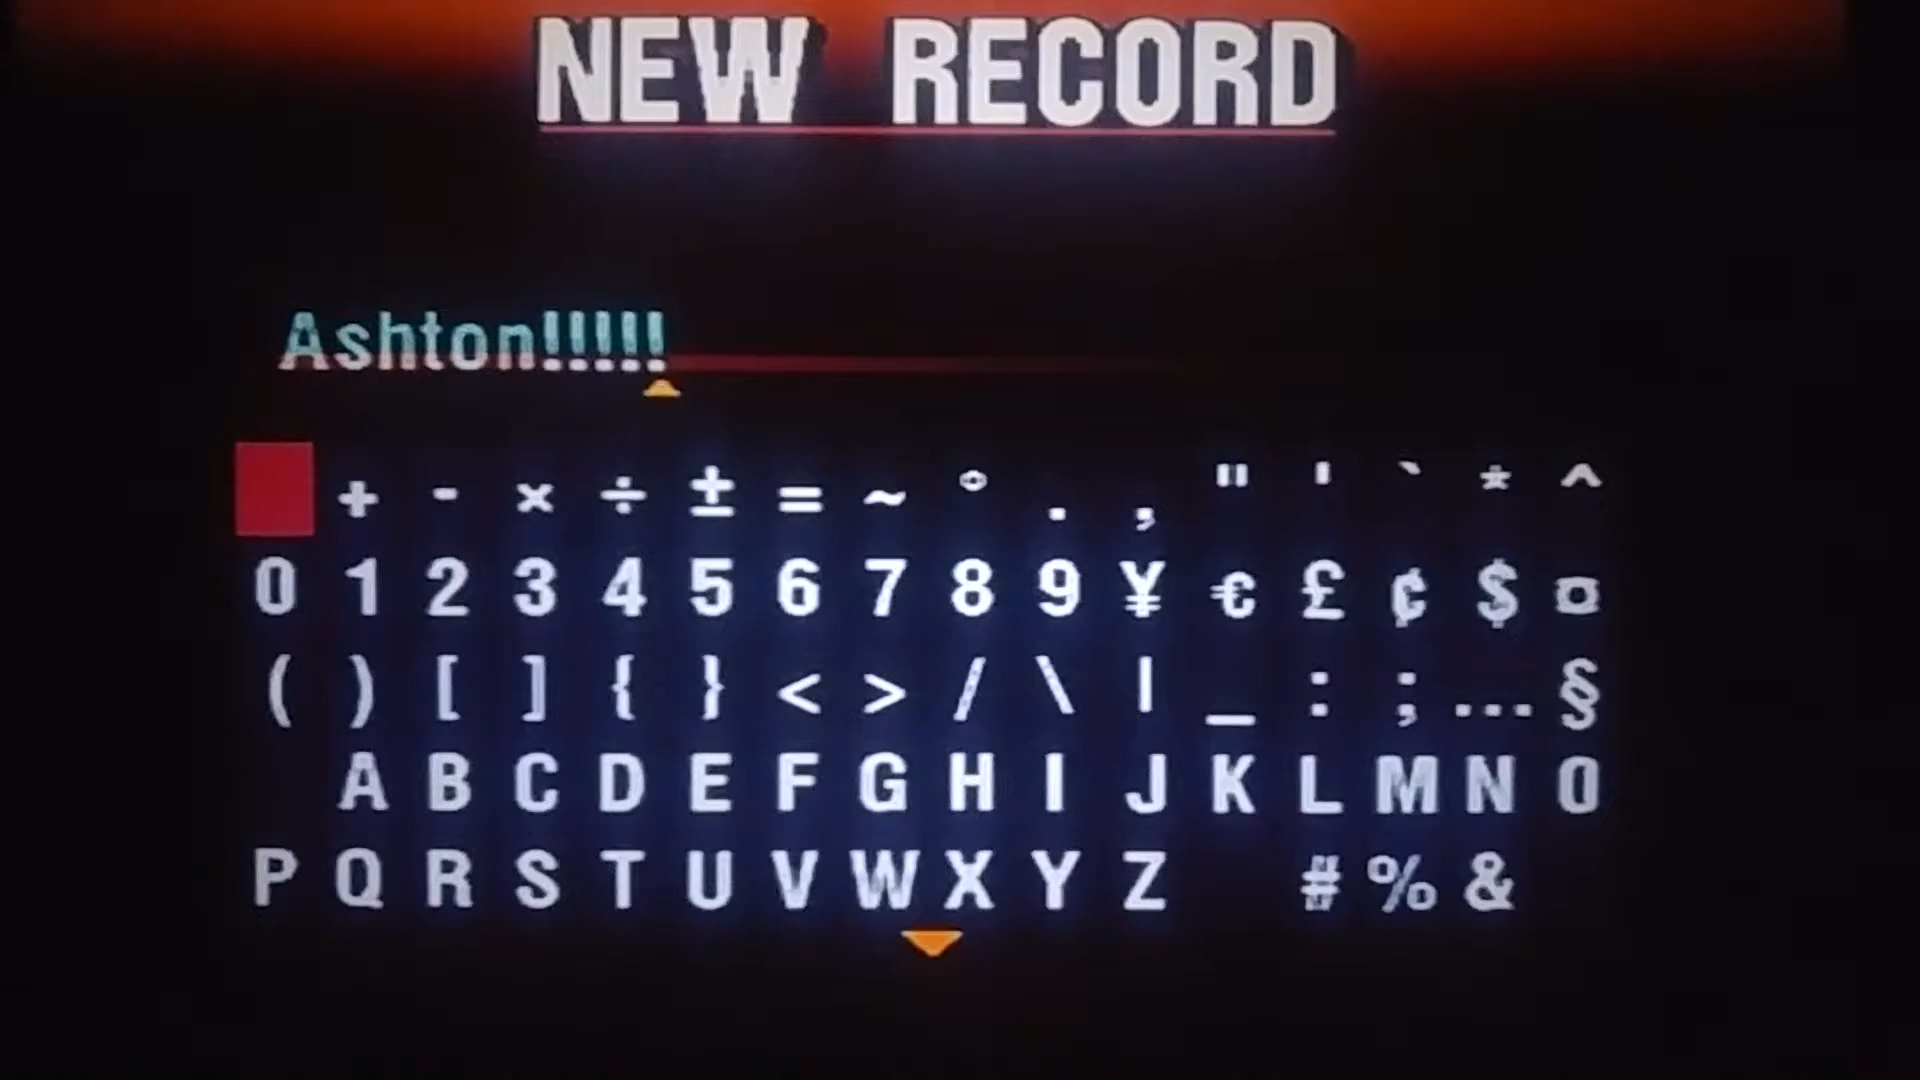 NEW RECORD
Ashton!!!!!
+ - × ÷ ± = ~ ° . , " ' ` * ^
0 1 2 3 4 5 6 7 8 9 ¥ € £ ¢ $ ¤
( ) [ ] { } < > / \ | _ : ; ... §
A B C D E F G H I J K L M N O
P Q R S T U V W X Y Z # % &